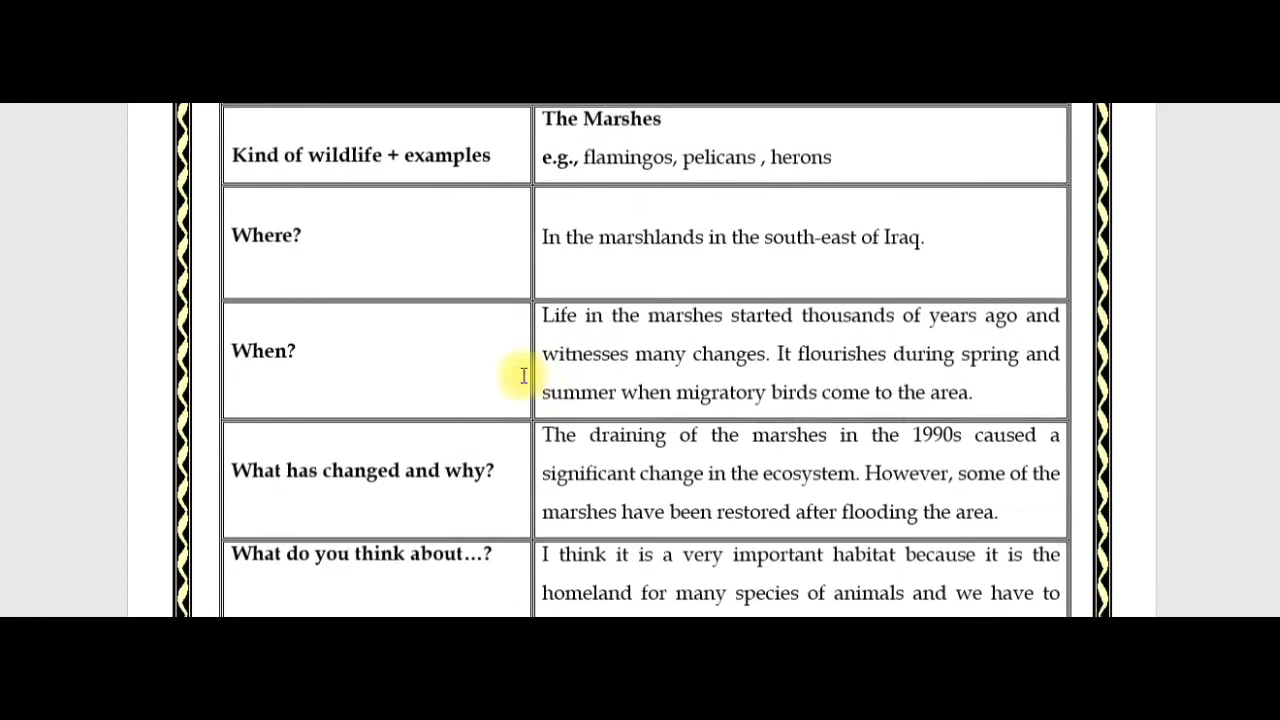 The Marshes
Kind of wildlife + examples
e.g., flamingos, pelicans , herons
Where?
In the marshlands in the south-east of Iraq.
When?
Life in the marshes started thousands of years ago and
witnesses many changes. It flourishes during spring and
summer when migratory birds come to the area.
What has changed and why?
The draining of the marshes in the 1990s caused a
significant change in the ecosystem. However, some of the
marshes have been restored after flooding the area.
What do you think about...?
I think it is a very important habitat because it is the
homeland for many species of animals and we have to